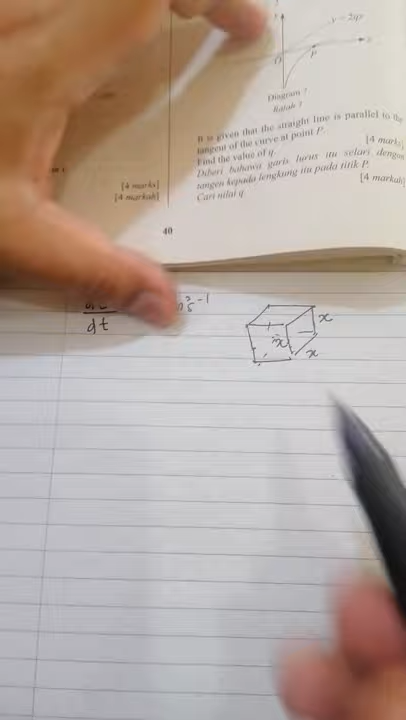 O
P
x
Diagram 7
Rajah 7
It is given that the straight line is parallel to the
tangent of the curve at point P.
Find the value of q.
[4 marks]
Diberi bahawa garis lurus itu selari dengan
tangen kepada lengkung itu pada titik P.
Cari nilai q.
[4 markah]
[4 marks]
[4 markah]
40
dt
s⁻¹
x
x
x